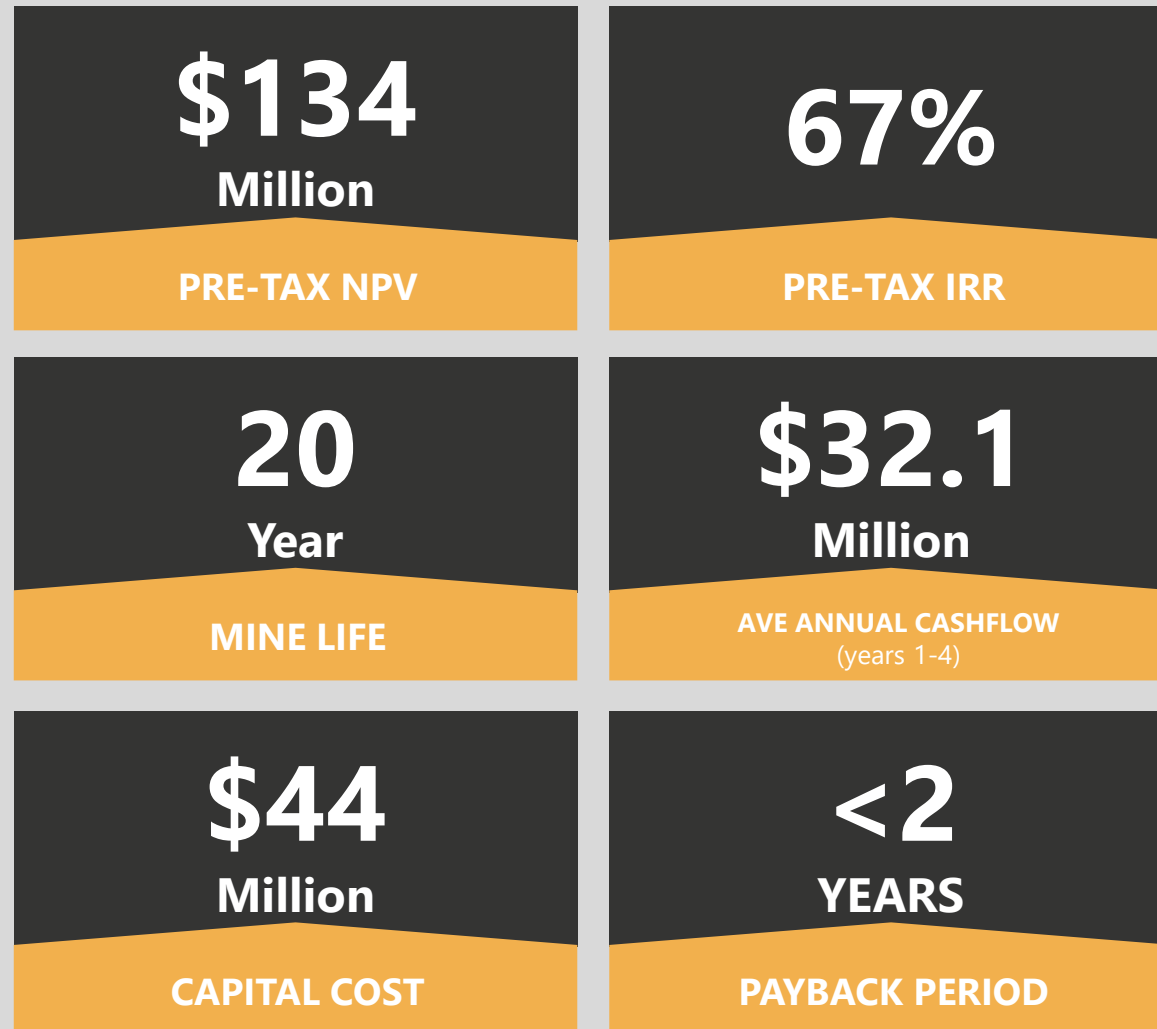 $134
Million
PRE-TAX NPV
67%
PRE-TAX IRR
20
Year
MINE LIFE
$32.1
Million
AVE ANNUAL CASHFLOW
(years 1-4)
$44
Million
CAPITAL COST
<2
YEARS
PAYBACK PERIOD